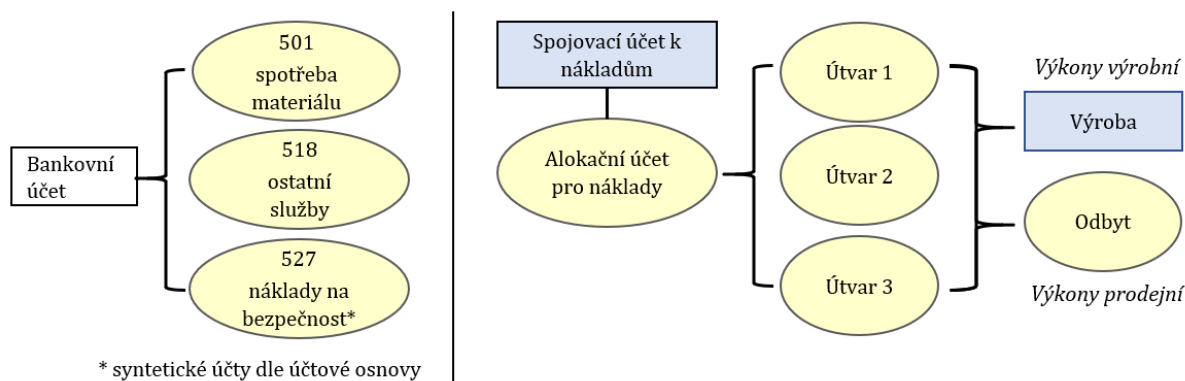 501
spotřeba
materiálu
Bankovní
účet
518
ostatní
služby
527
náklady na
bezpečnost*
* syntetické účty dle účtové osnovy
Spojovací účet k
nákladům
Alokační účet
pro náklady
Útvar 1
Útvar 2
Útvar 3
Výkony výrobní
Výroba
Odbyt
Výkony prodejní